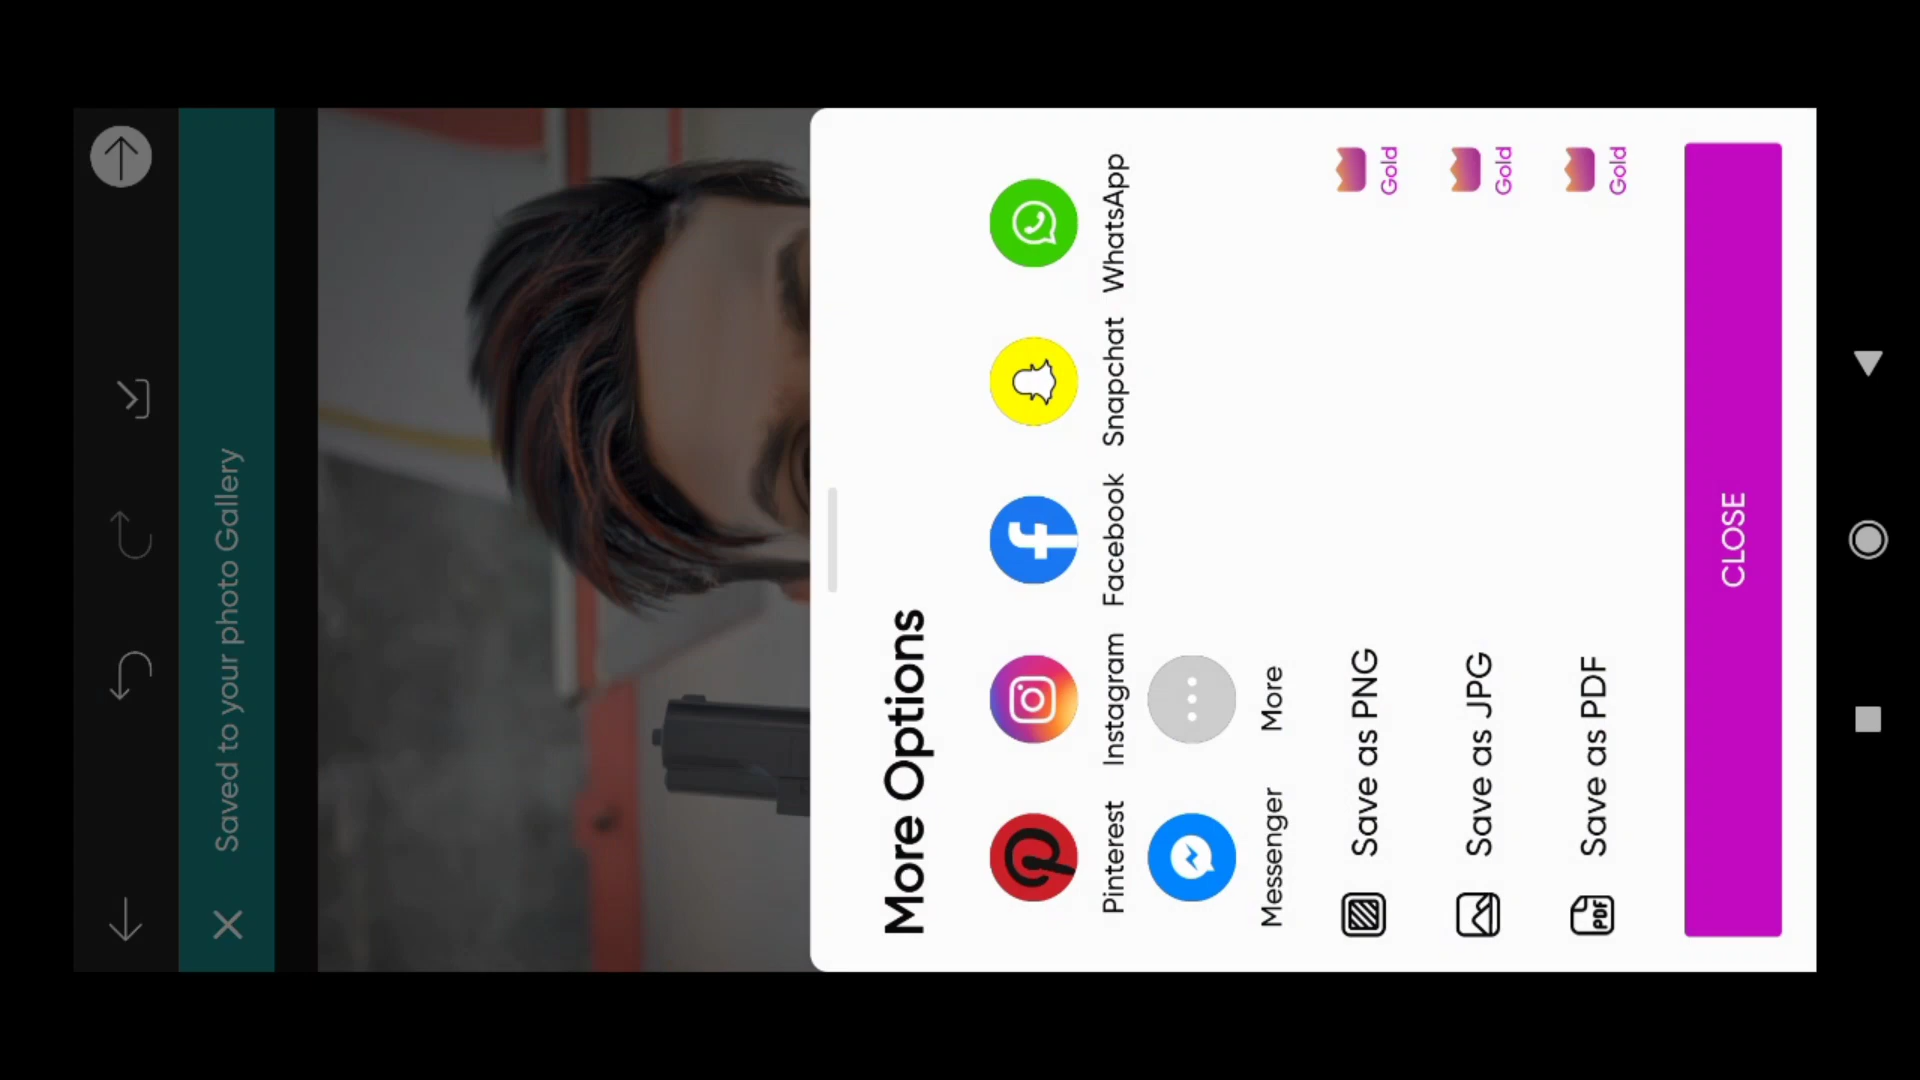 Saved to your photo Gallery
More Options
Pinterest Instagram Facebook Snapchat WhatsApp
Messenger More
Save as PNG Gold
Save as JPG Gold
PDF Save as PDF Gold
CLOSE